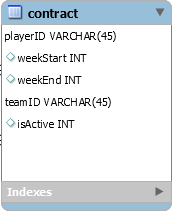 contract
playerID VARCHAR(45)
weekStart INT
weekEnd INT
teamID VARCHAR(45)
isActive INT
Indexes